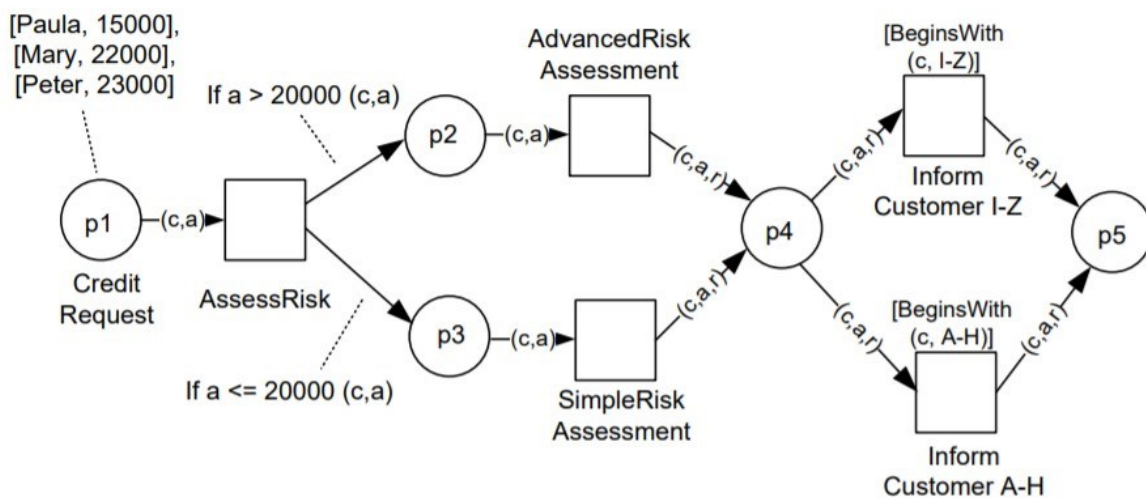 [Paula, 15000],
[Mary, 22000],
[Peter, 23000]
If a > 20000 (c,a)
p1
(c,a)
Credit
Request
AssessRisk
If a <= 20000 (c,a)
p2
(c,a)
AdvancedRisk
Assessment
(c,a,r)
p3
(c,a)
SimpleRisk
Assessment
(c,a,r)
p4
(c,a,r)
[BeginsWith
(c, I-Z)]
Inform
Customer I-Z
(c,a,r)
(c,a,r)
[BeginsWith
(c, A-H)]
Inform
Customer A-H
(c,a,r)
p5